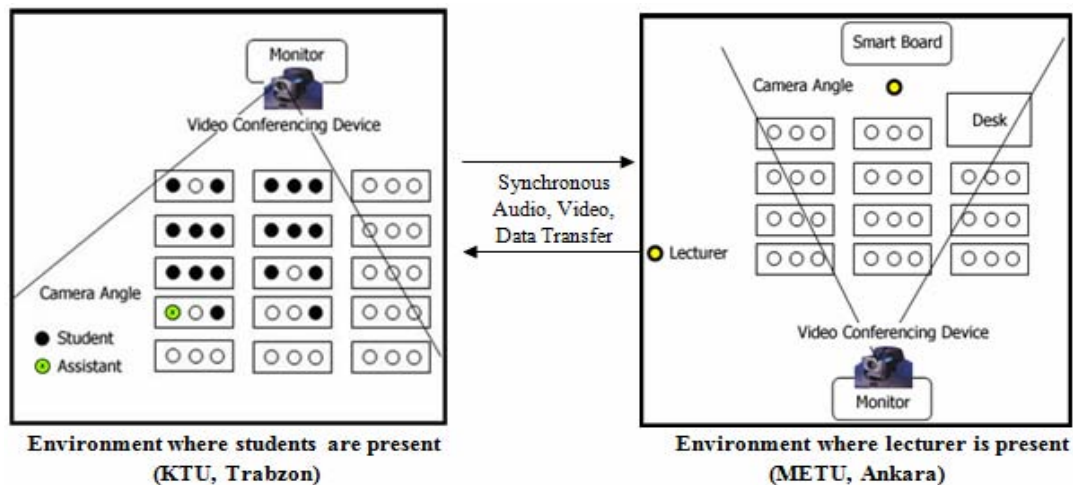 Monitor
Video Conferencing Device
Camera Angle
Student
Assistant
Environment where students are present
(KTU, Trabzon)
Synchronous
Audio, Video,
Data Transfer
Smart Board
Camera Angle
Desk
Lecturer
Video Conferencing Device
Monitor
Environment where lecturer is present
(METU, Ankara)